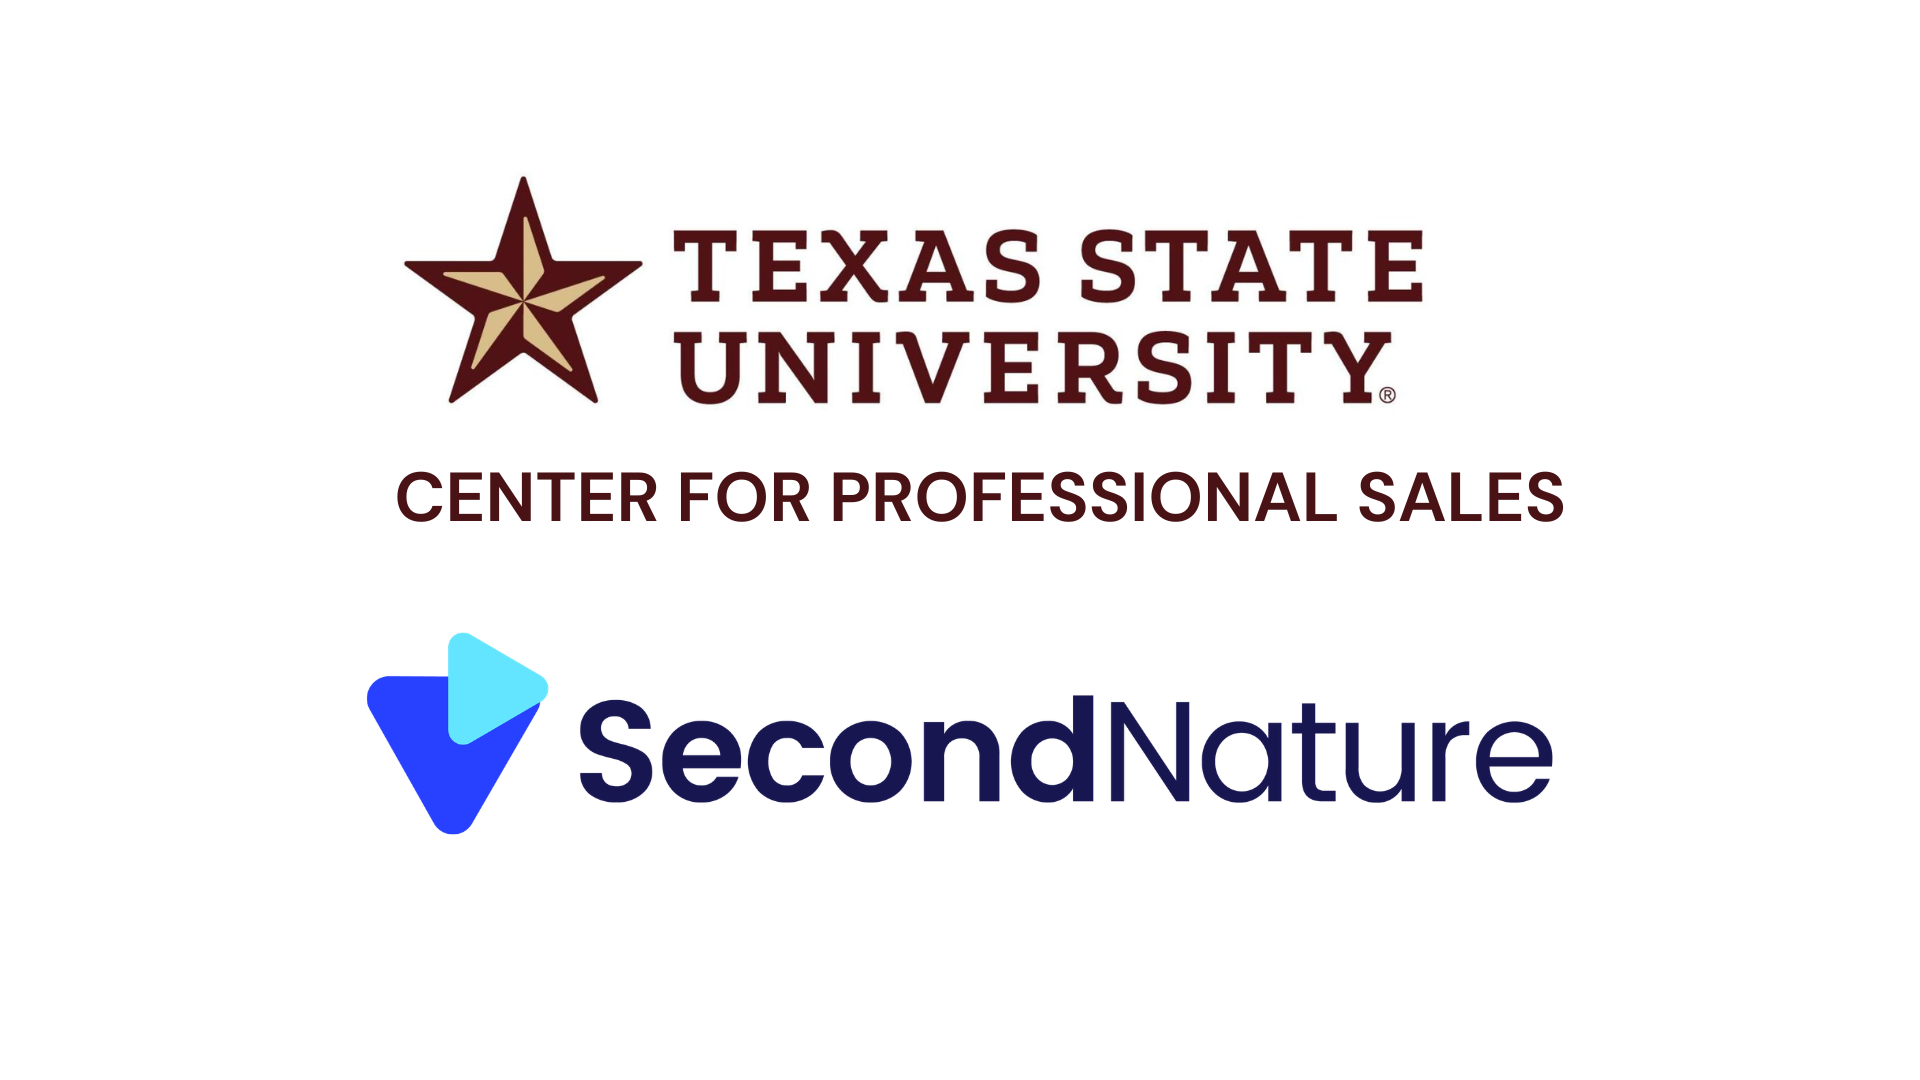 TEXAS STATE
UNIVERSITY®
CENTER FOR PROFESSIONAL SALES
SecondNature